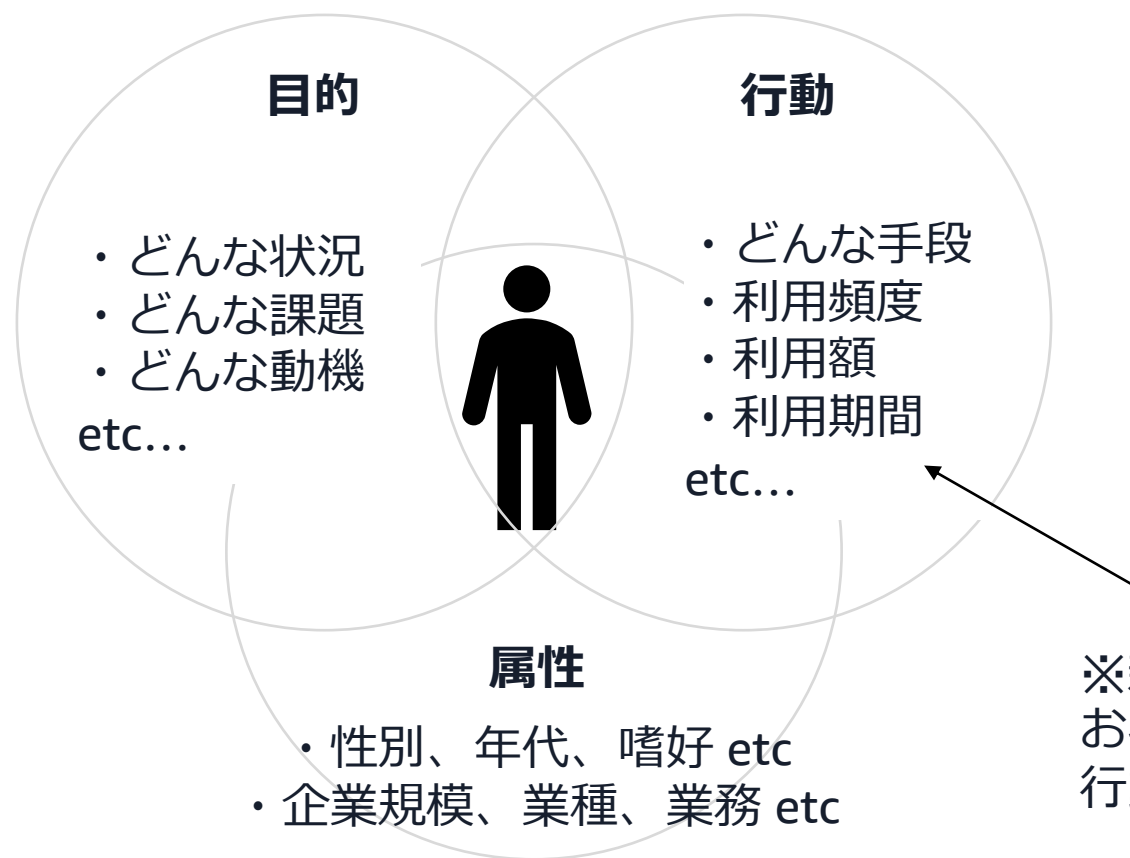 目的
・どんな状況
・どんな課題
・どんな動機
etc…
行動
・どんな手段
・利用頻度
・利用額
・利用期間
etc…
属性
・性別、年代、嗜好 etc
・企業規模、業種、業務 etc
※
お
行